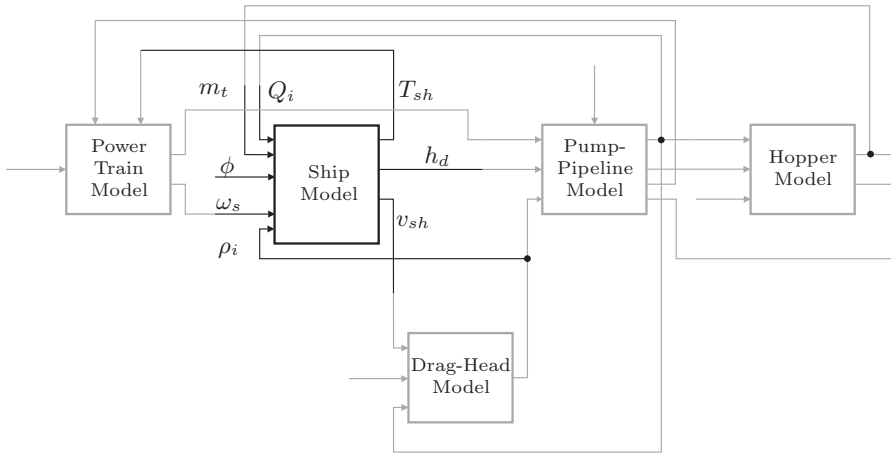 m_t
Q_i
T_sh
Power
Train
Model
ϕ
ω_s
ρ_i
Ship
Model
h_d
v_sh
Pump-
Pipeline
Model
Hopper
Model
Drag-Head
Model